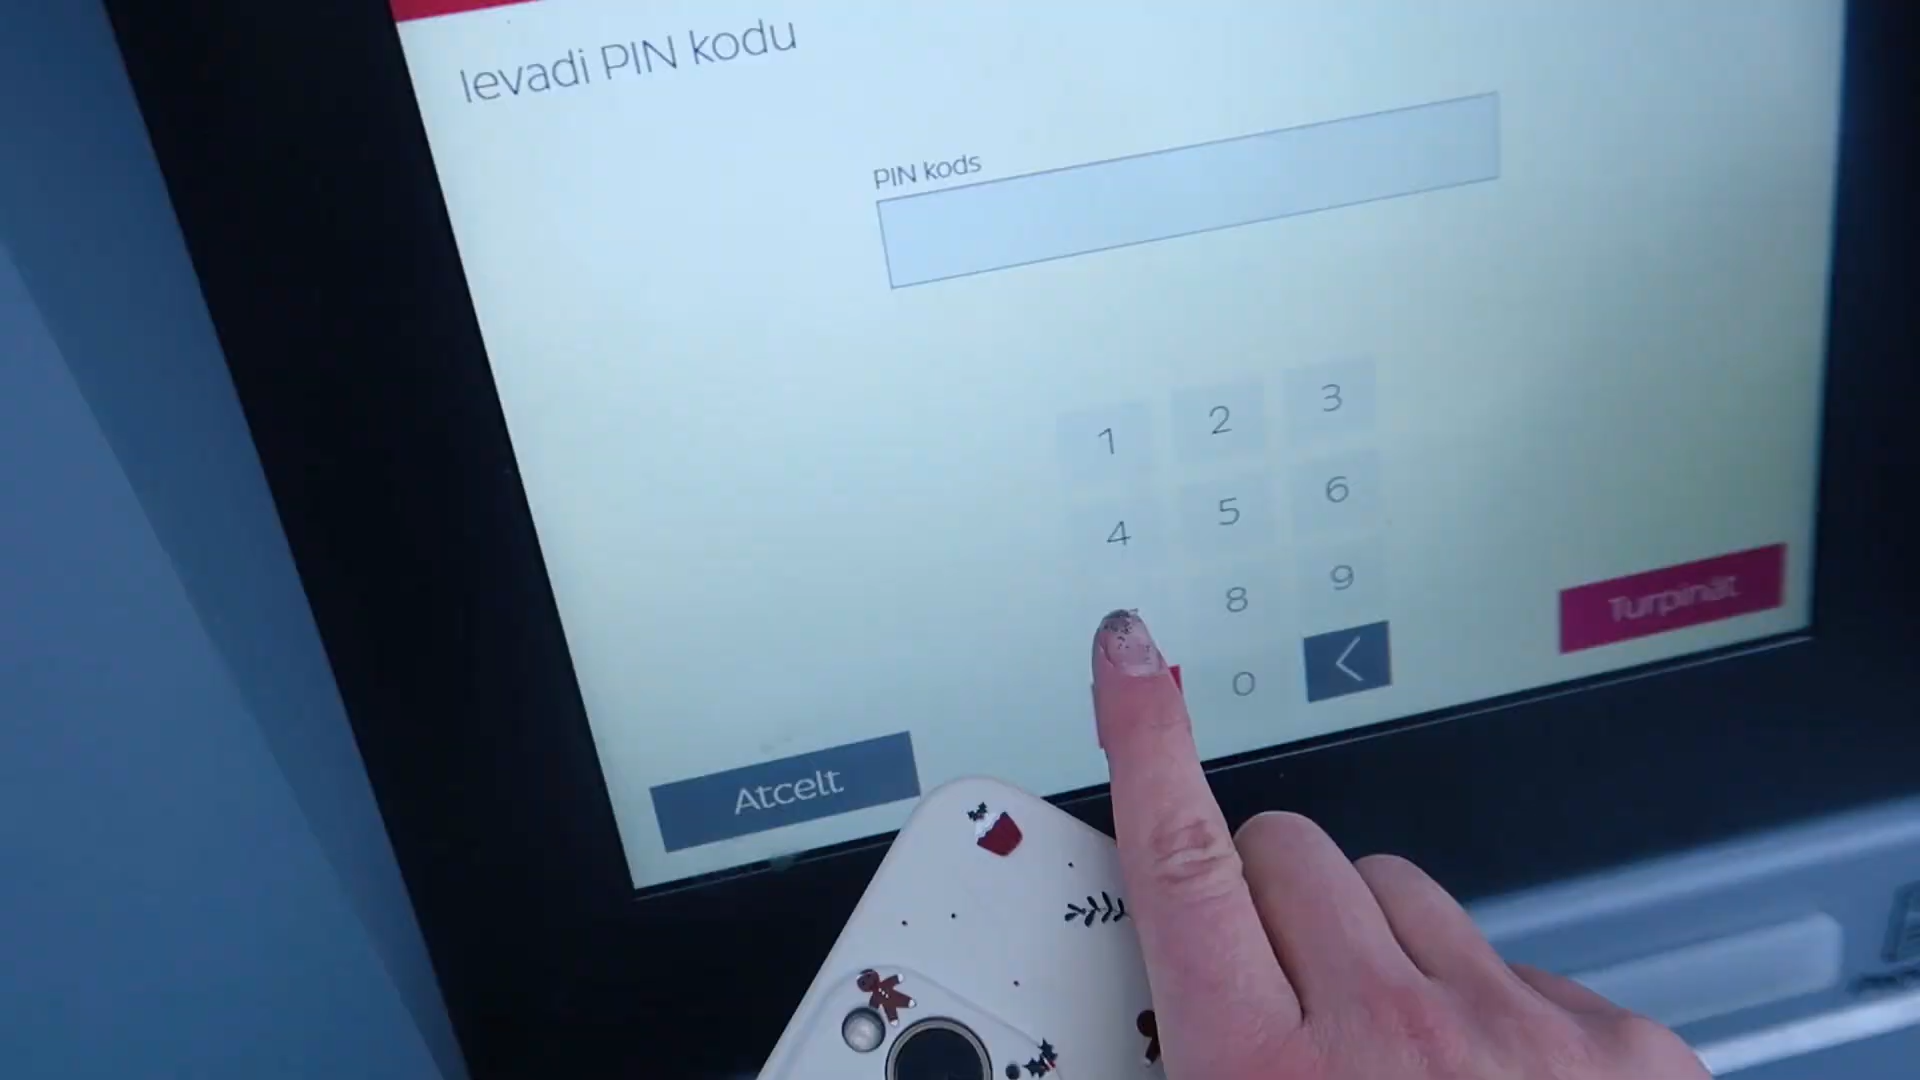 Ievadi PIN kodu
PIN kods
1 2 3
4 5 6
8 9
0
Turpināt
Atcelt